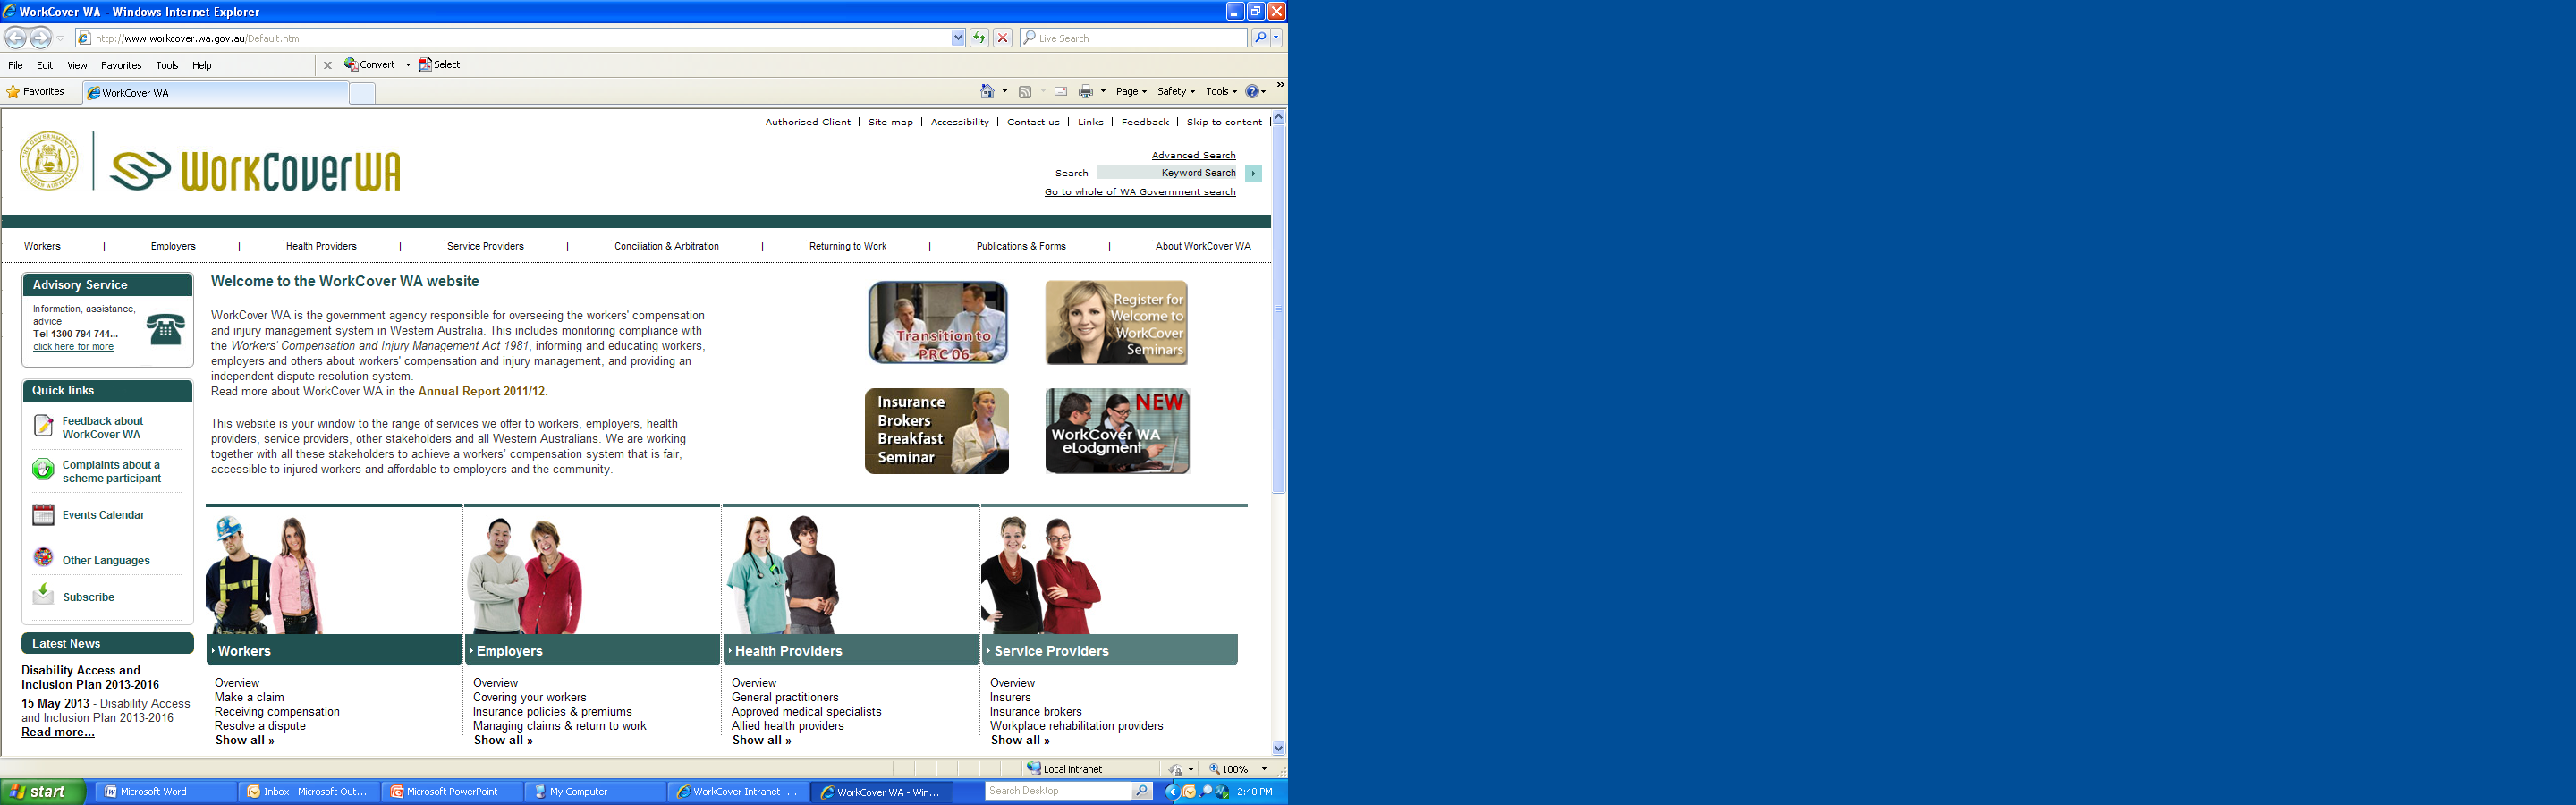 WorkCover WA - Windows Internet Explorer
http://www.workcover.wa.gov.au/Default.htm
Live Search
File Edit View Favorites Tools Help
Convert Select
Favorites
WorkCover WA
Page Safety Tools
Authorised Client | Site map | Accessibility | Contact us | Links | Feedback | Skip to content |
THE GOVERNMENT OF WESTERN AUSTRALIA
WORKCOVERWA
Advanced Search
Search Keyword Search
Go to whole of WA Government search
Workers | Employers | Health Providers | Service Providers | Conciliation & Arbitration | Returning to Work | Publications & Forms | About WorkCover WA
Advisory Service
Information, assistance,
advice
Tel 1300 794 744...
click here for more
Quick links
Feedback about
WorkCover WA
Complaints about a
scheme participant
Events Calendar
Other Languages
Subscribe
Latest News
Disability Access and
Inclusion Plan 2013-2016
15 May 2013 - Disability Access
and Inclusion Plan 2013-2016
Read more...
Welcome to the WorkCover WA website
WorkCover WA is the government agency responsible for overseeing the workers' compensation
and injury management system in Western Australia. This includes monitoring compliance with
the Workers' Compensation and Injury Management Act 1981, informing and educating workers,
employers and others about workers' compensation and injury management, and providing an
independent dispute resolution system.
Read more about WorkCover WA in the Annual Report 2011/12.
This website is your window to the range of services we offer to workers, employers, health
providers, service providers, other stakeholders and all Western Australians. We are working
together with all these stakeholders to achieve a workers' compensation system that is fair,
accessible to injured workers and affordable to employers and the community.
Transition to
PRC 06
Register for
Welcome to
WorkCover
Seminars
Insurance
Brokers
Breakfast
Seminar
NEW
WorkCover WA
eLodgment
Workers
Overview
Make a claim
Receiving compensation
Resolve a dispute
Show all »
Employers
Overview
Covering your workers
Insurance policies & premiums
Managing claims & return to work
Show all »
Health Providers
Overview
General practitioners
Approved medical specialists
Allied health providers
Show all »
Service Providers
Overview
Insurers
Insurance brokers
Workplace rehabilitation providers
Show all »
Local intranet 100%
start Microsoft Word Inbox - Microsoft Out... Microsoft PowerPoint My Computer WorkCover Intranet -... WorkCover WA - Win... Search Desktop 2:40 PM